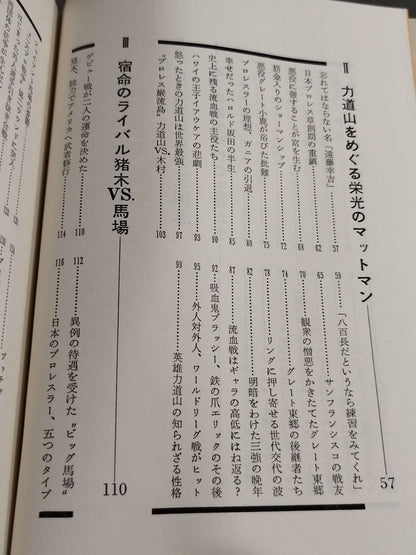 II 力道山をめぐる栄光のマットマン
57
忘れてはならない名「遠藤幸吉」……57
日本プロレス草創期の重鎮……62
悪役に徹することが富を生む……68
筋金入りのショーマンシップ……72
悪役グレート小鹿が浴びた批難……75
プロレスラーの理想、ガニアの引退……80
幸せだったハロルド坂田の半生……85
史上に残る流血戦の主役たち……90
ハワイの王子イアウケアの悲劇……93
怒ったときの力道山は世界最強……97
"プロレス巌流島"力道山VS.木村……103
59……「八百長だというなら練習をみてくれ」
65……サンフランシスコの戦友
70……観衆の憎悪をかきたてたグレート東郷
74……グレート東郷の後継者たち
78……リングに押し寄せる世代交代の波
82……明暗をわけた三強の晩年
87……流血戦はギャラの高低にはね返る?
92……吸血鬼ブラッシー、鉄の爪エリックのその後
95……外人対外人、ワールドリーグ戦がヒット
99……英雄力道山の知られざる性格
III 宿命のライバル猪木VS.馬場
110
デビュー戦が二人の運命を決めた……110
猪木、独力でアメリカへ武者修行……114
112……異例の待遇を受けた"ビッグ馬場"
116……日本のプロレスラー、五つのタイプ